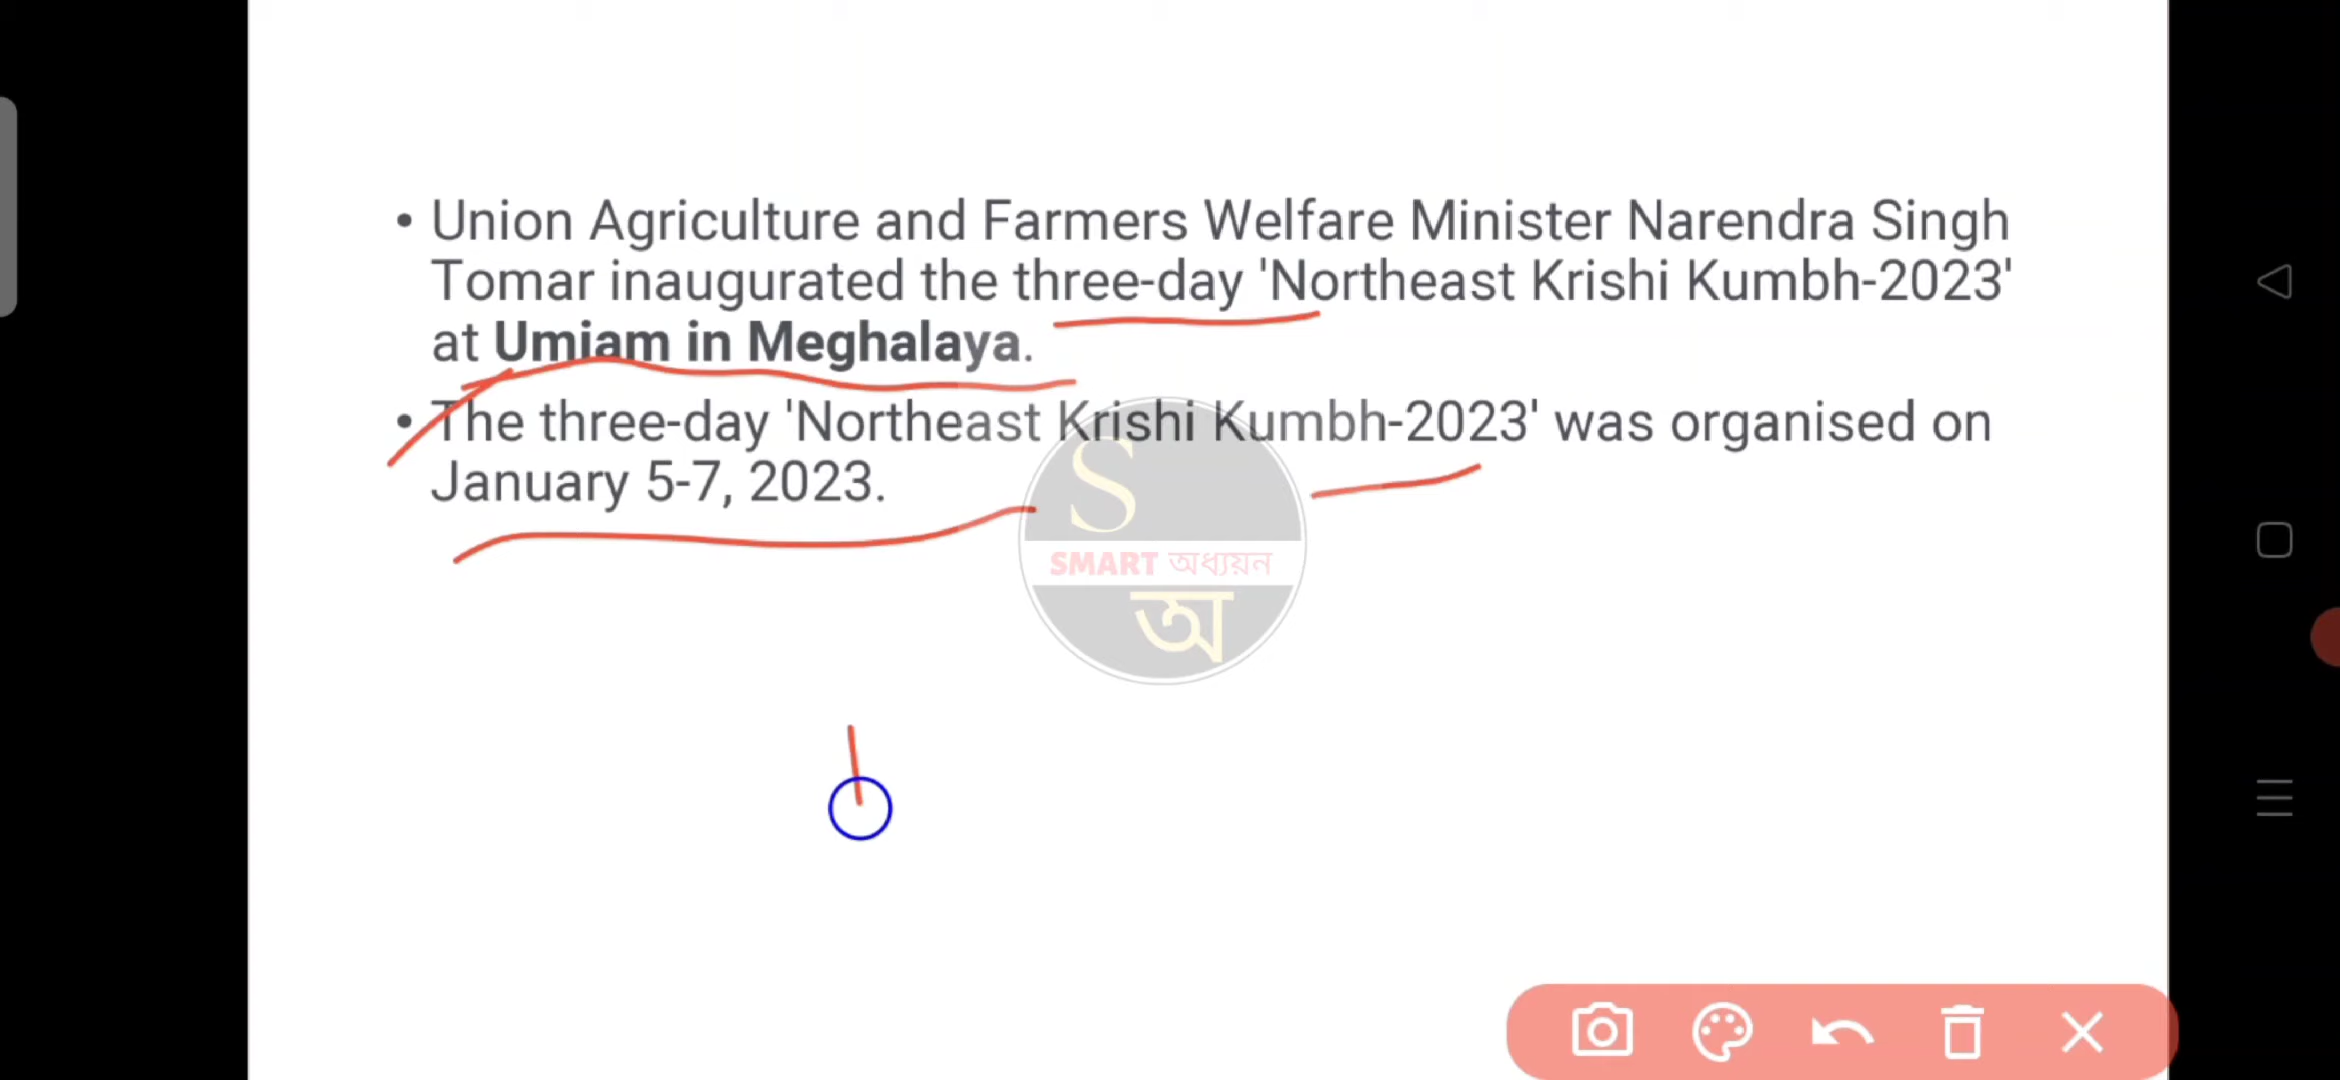 • Union Agriculture and Farmers Welfare Minister Narendra Singh
Tomar inaugurated the three-day 'Northeast Krishi Kumbh-2023'
at Umiam in Meghalaya.
• The three-day 'Northeast Krishi Kumbh-2023' was organised on
January 5-7, 2023.
S
SMART অধ্যয়ন
অ